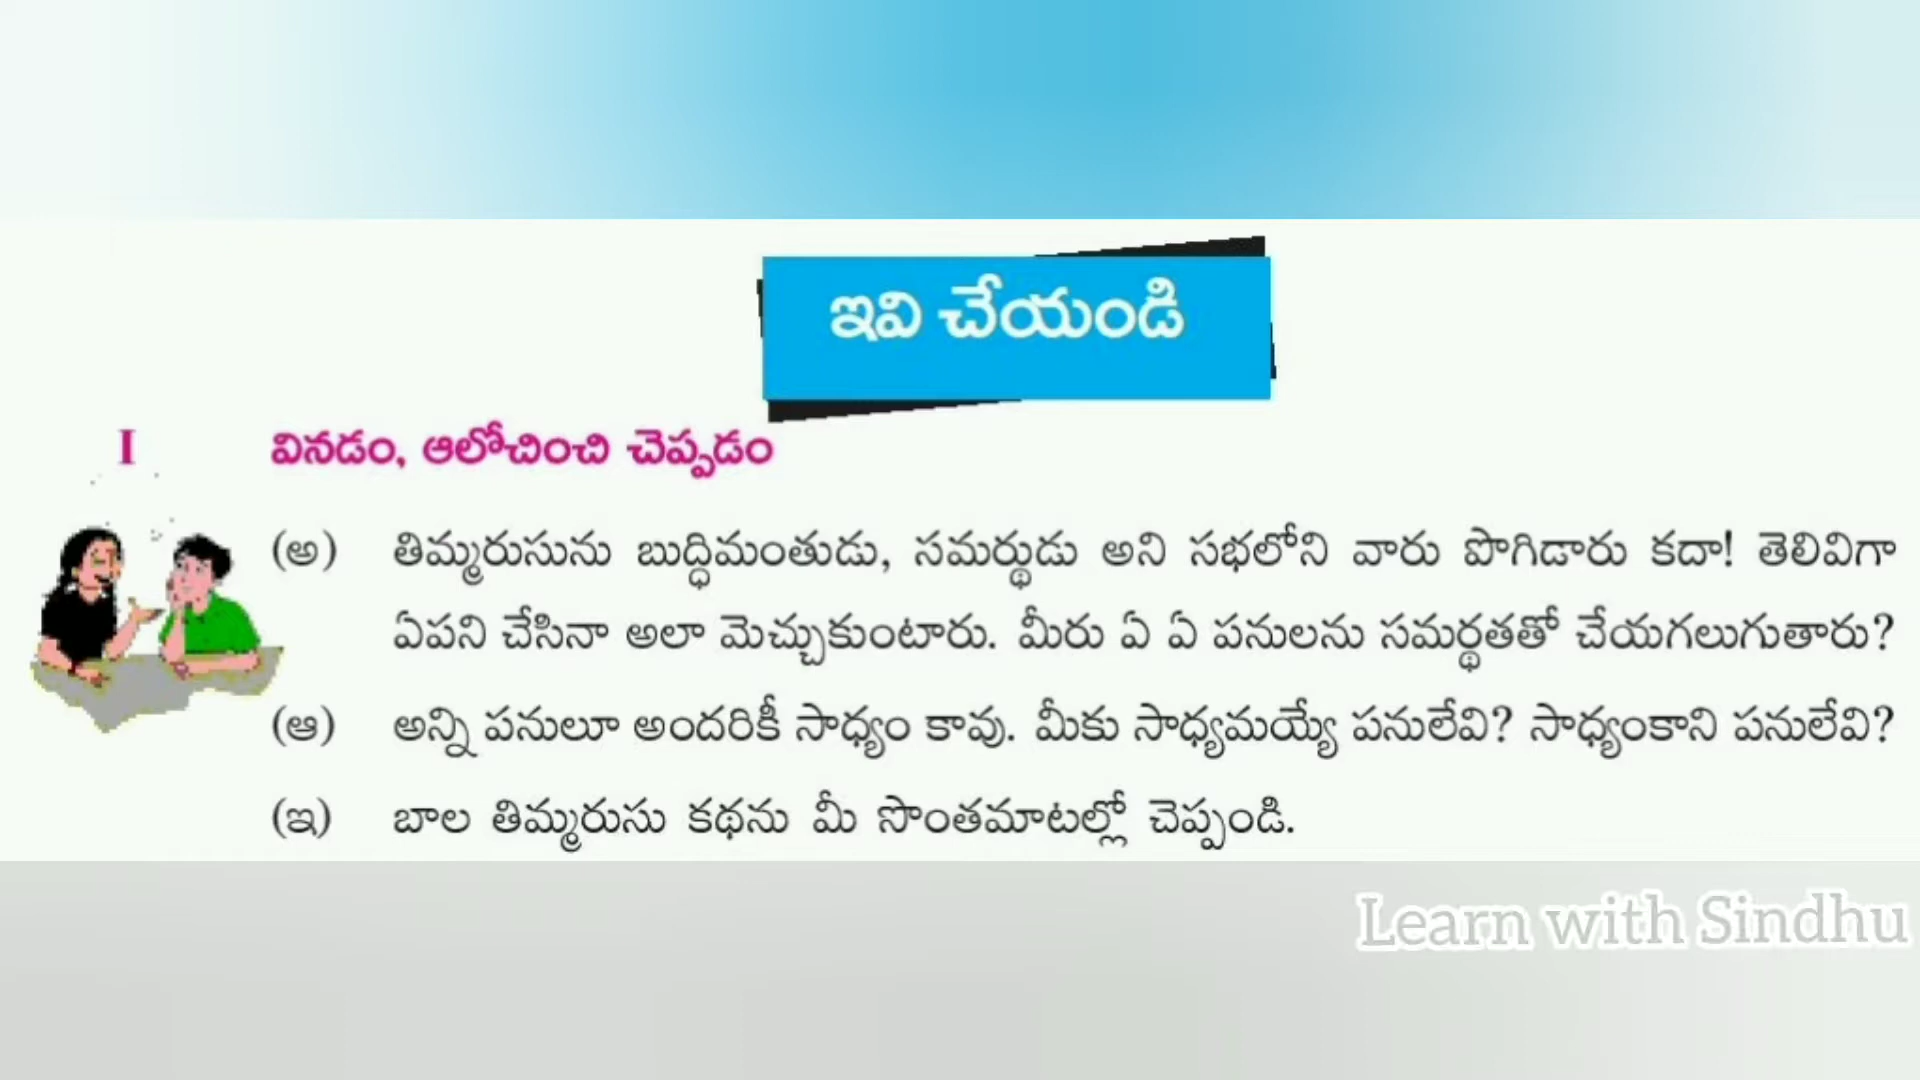 ఇవి చేయండి
I వినడం, ఆలోచించి చెప్పడం
(అ) తిమ్మరుసును బుద్ధిమంతుడు, సమర్థుడు అని సభలోని వారు పొగిడారు కదా! తెలివిగా
ఏపని చేసినా అలా మెచ్చుకుంటారు. మీరు ఏ ఏ పనులను సమర్థతతో చేయగలుగుతారు?
(ఆ) అన్ని పనులూ అందరికీ సాధ్యం కావు. మీకు సాధ్యమయ్యే పనులేవి? సాధ్యంకాని పనులేవి?
(ఇ) బాల తిమ్మరుసు కథను మీ సొంతమాటల్లో చెప్పండి.
Learn with Sindhu